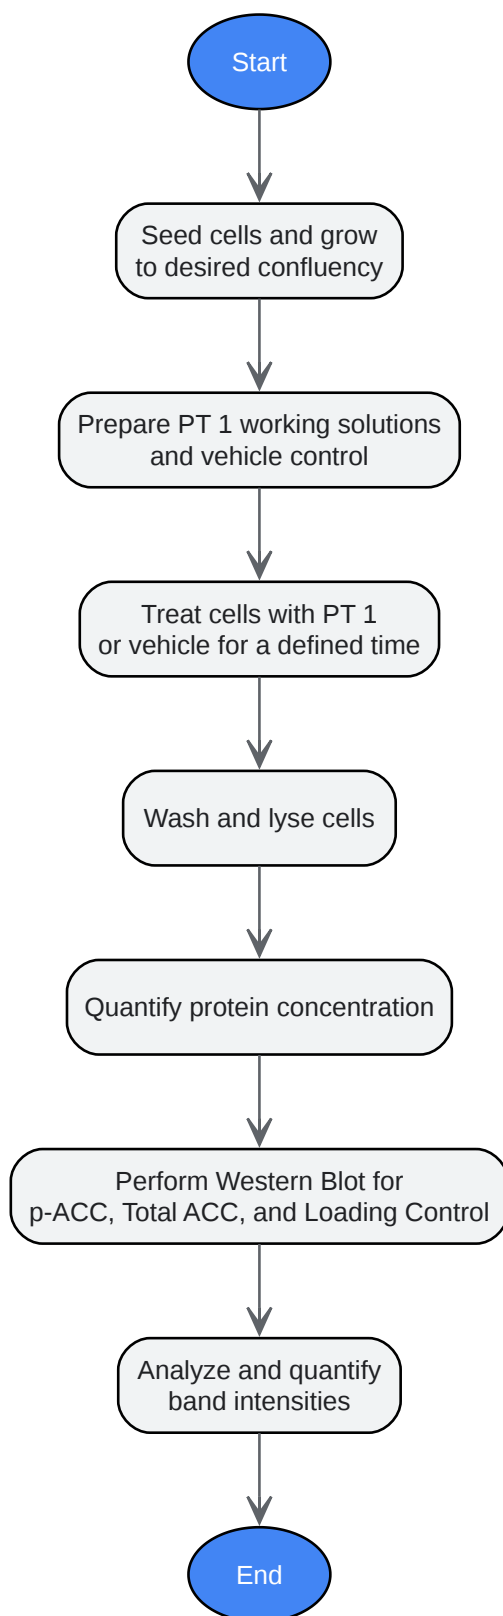 Start
Seed cells and grow
to desired confluency
Prepare PT 1 working solutions
and vehicle control
Treat cells with PT 1
or vehicle for a defined time
Wash and lyse cells
Quantify protein concentration
Perform Western Blot for
p-ACC, Total ACC, and Loading Control
Analyze and quantify
band intensities
End